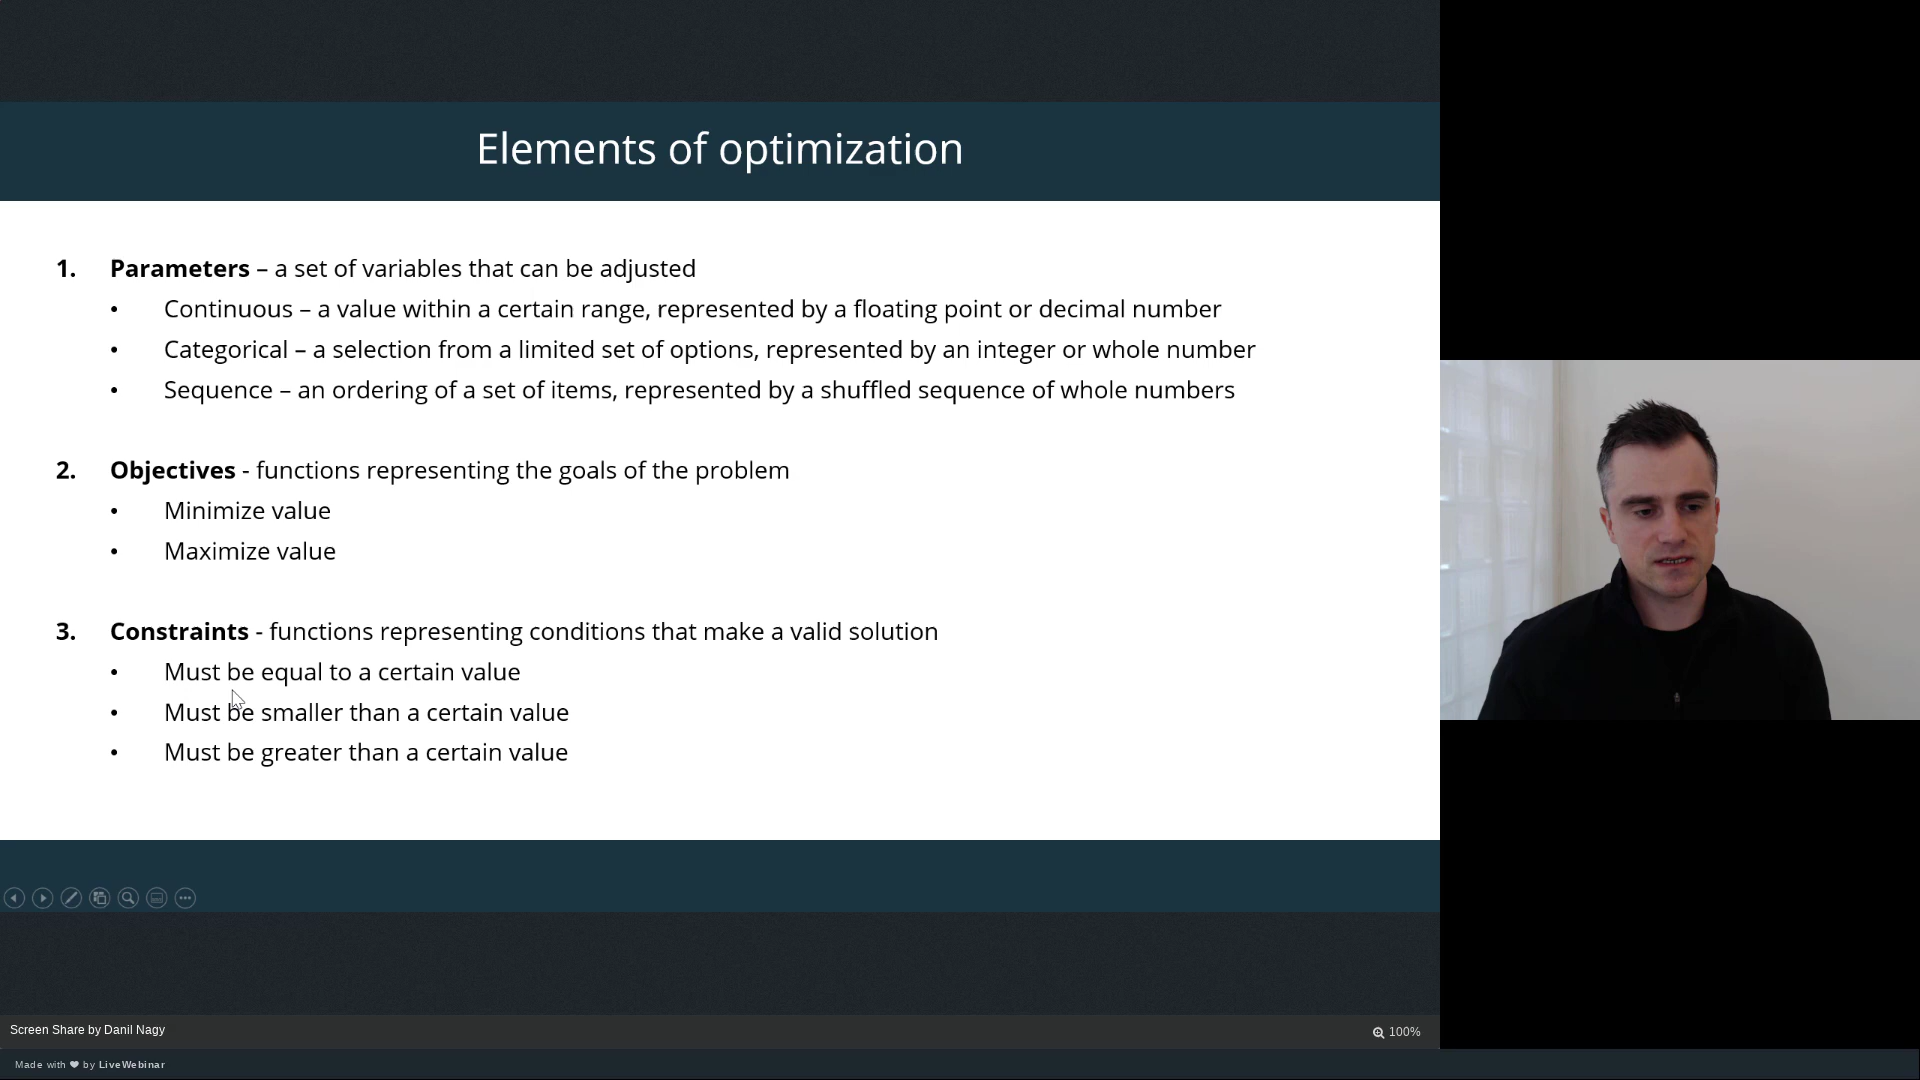 Elements of optimization
1. Parameters – a set of variables that can be adjusted
• Continuous – a value within a certain range, represented by a floating point or decimal number
• Categorical – a selection from a limited set of options, represented by an integer or whole number
• Sequence – an ordering of a set of items, represented by a shuffled sequence of whole numbers
2. Objectives - functions representing the goals of the problem
• Minimize value
• Maximize value
3. Constraints - functions representing conditions that make a valid solution
• Must be equal to a certain value
• Must be smaller than a certain value
• Must be greater than a certain value
Screen Share by Danil Nagy
100%
Made with ❤ by LiveWebinar